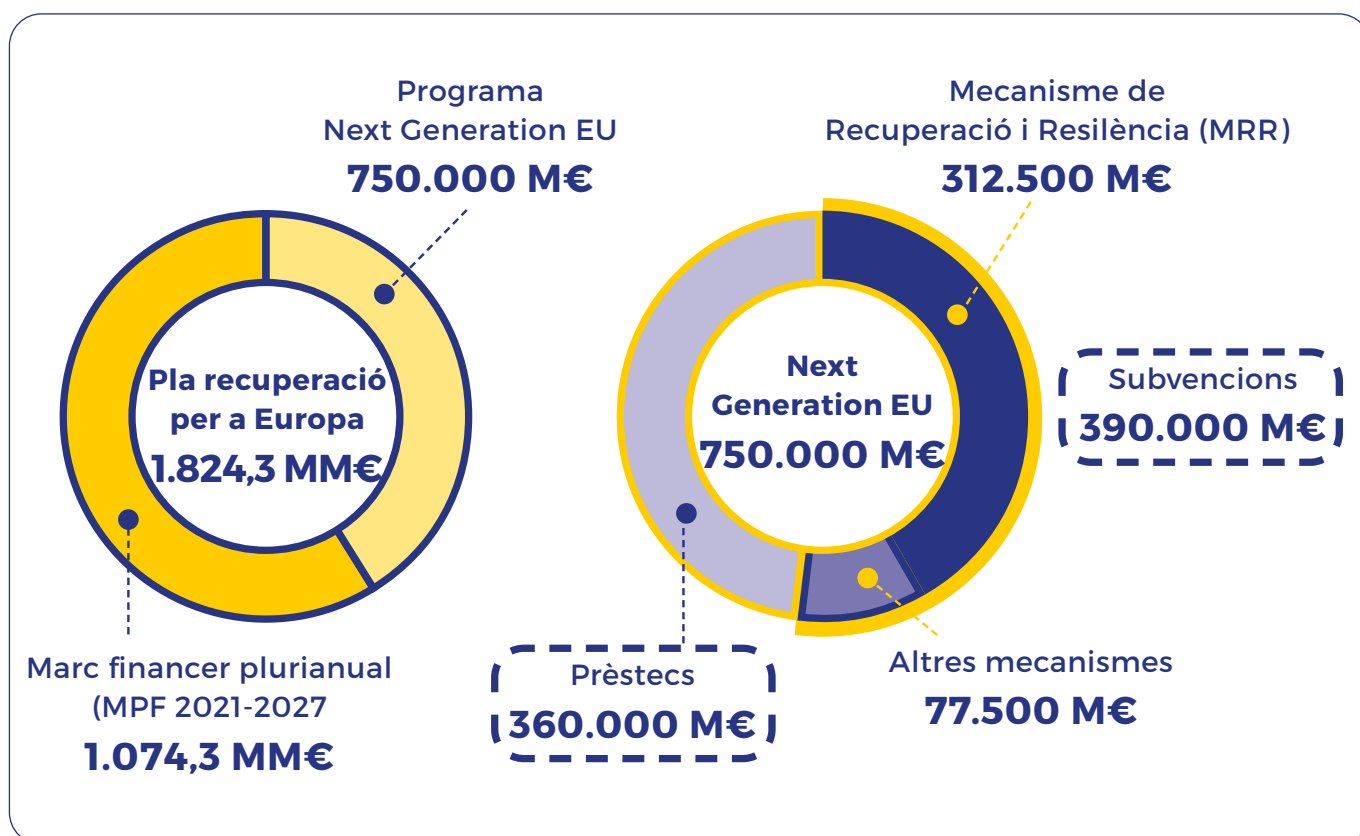 Programa
Next Generation EU
750.000 M€
Pla recuperació
per a Europa
1.824,3 MM€
Marc financer plurianual
(MPF 2021-2027
1.074,3 MM€
Mecanisme de
Recuperació i Resilència (MRR)
312.500 M€
Next
Generation EU
750.000 M€
Subvencions
390.000 M€
Prèstecs
360.000 M€
Altres mecanismes
77.500 M€